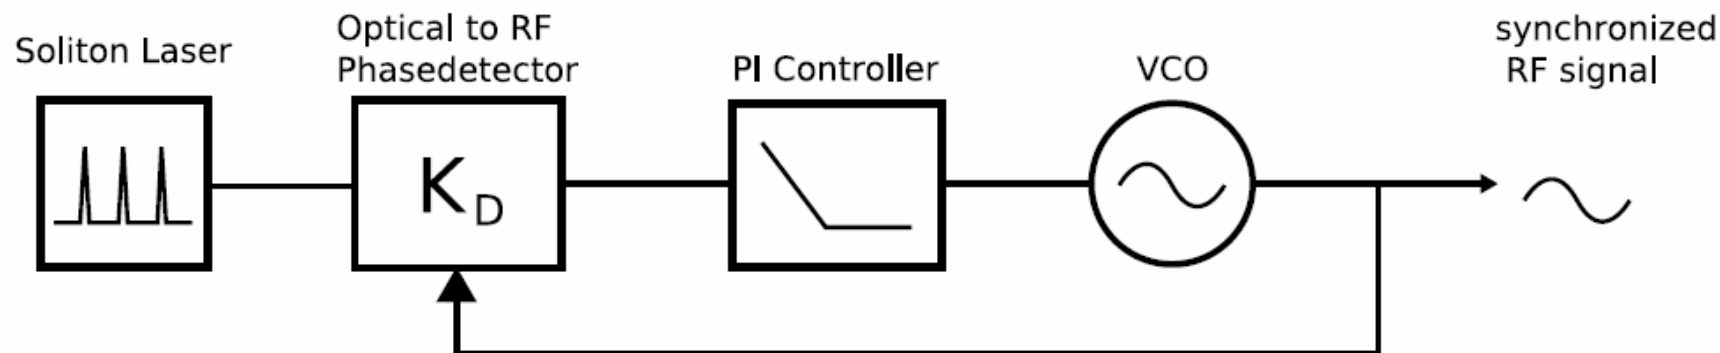 Soliton Laser
Optical to RF
Phasedetector
PI Controller
VCO
synchronized
RF signal
K_D